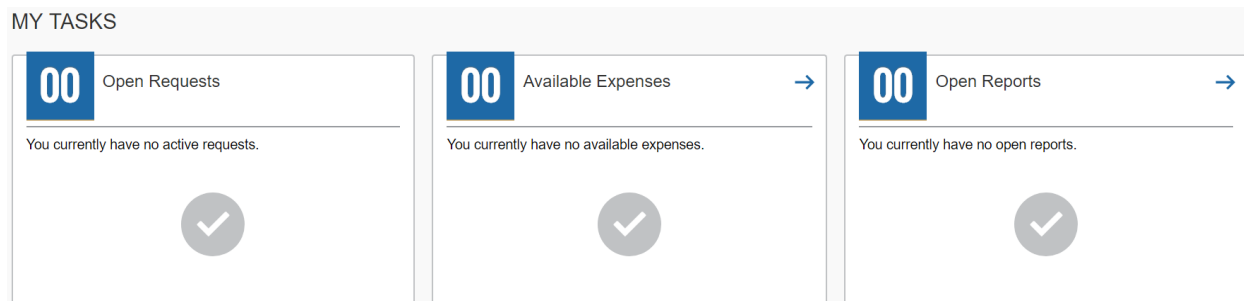 MY TASKS
00 Open Requests
You currently have no active requests.
00 Available Expenses
You currently have no available expenses.
00 Open Reports
You currently have no open reports.